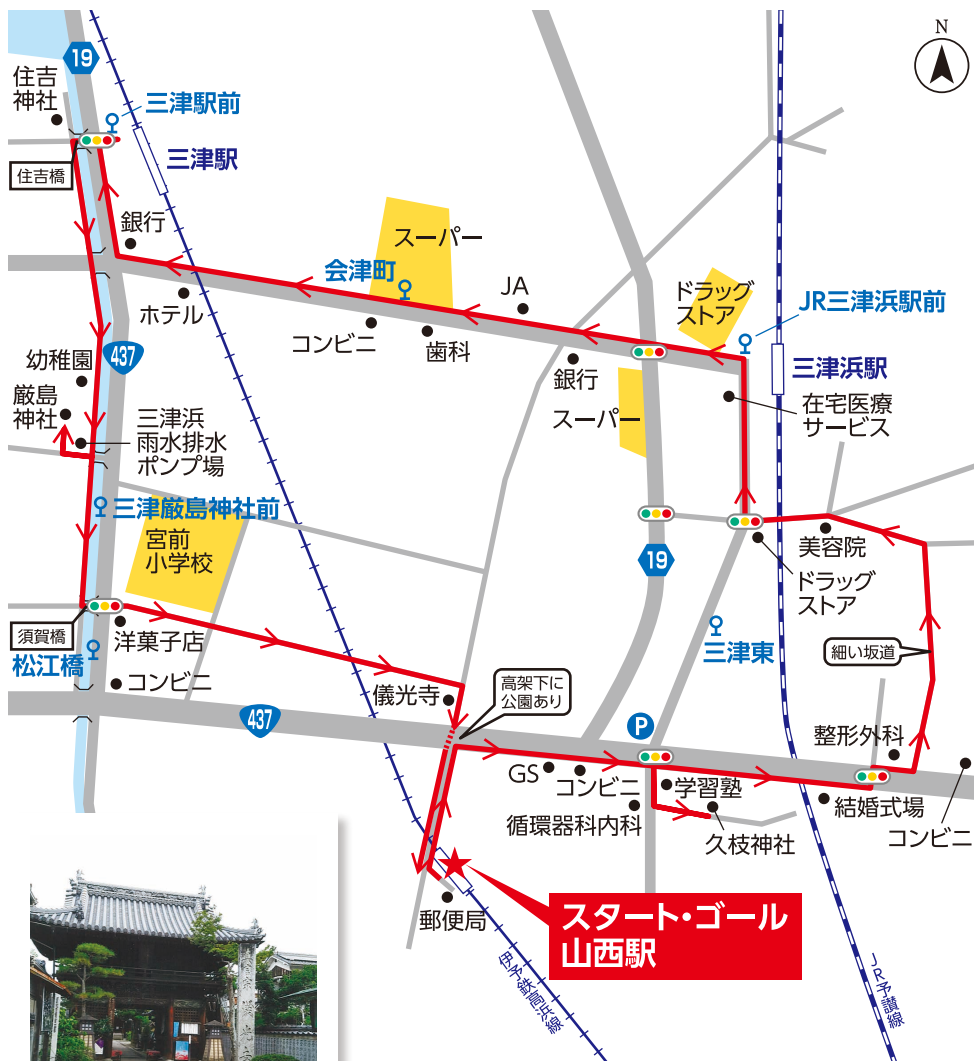 N
19
住吉
神社
三津駅前
住吉橋
三津駅
銀行
スーパー
会津町
JA
ドラッグ
ストア
JR三津浜駅前
ホテル
コンビニ
歯科
銀行
三津浜駅
437
幼稚園
厳島
神社
三津浜
雨水排水
ポンプ場
スーパー
在宅医療
サービス
三津厳島神社前
宮前
小学校
19
美容院
ドラッグ
ストア
須賀橋
洋菓子店
松江橋
三津東
細い坂道
コンビニ
儀光寺
高架下に
公園あり
437
P
整形外科
GS
コンビニ
学習塾
結婚式場
コンビニ
循環器科内科
久枝神社
郵便局
スタート・ゴール
山西駅
伊予鉄高浜線
JR予讃線